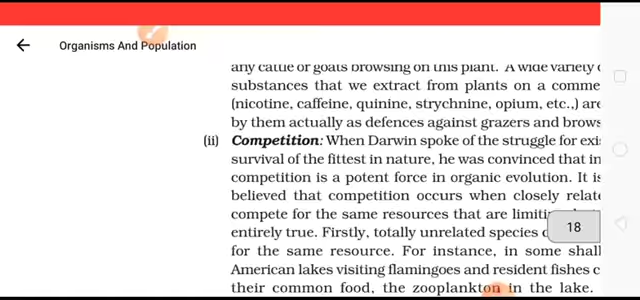 Organisms And Population
any cattle or goats browsing on this plant. A wide variety
substances that we extract from plants on a comme
(nicotine, caffeine, quinine, strychnine, opium, etc.,) are
by them actually as defences against grazers and brows
(ii) Competition: When Darwin spoke of the struggle for exi
survival of the fittest in nature, he was convinced that in
competition is a potent force in organic evolution. It is
believed that competition occurs when closely relate
compete for the same resources that are limiti
entirely true. Firstly, totally unrelated species
18
for the same resource. For instance, in some shall
American lakes visiting flamingoes and resident fishes c
their common food, the zooplankton in the lake.